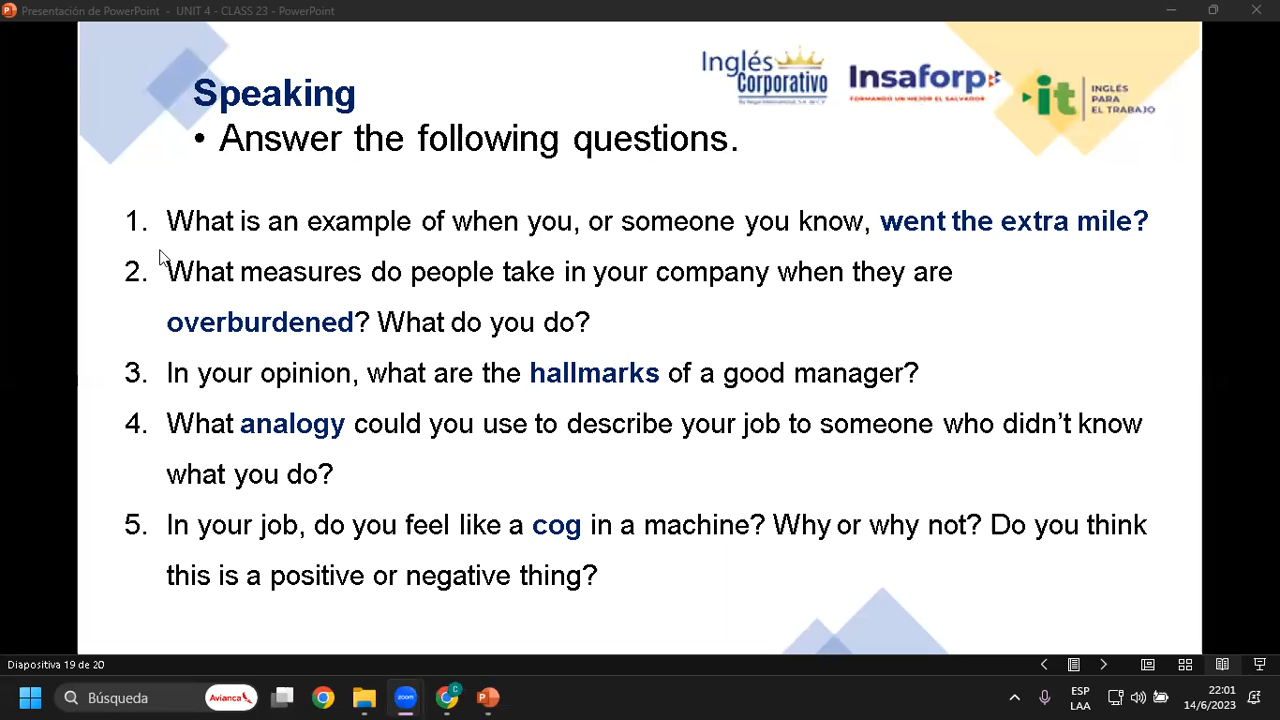 Presentación de PowerPoint - UNIT 4 - CLASS 23 - PowerPoint
Inglés
Corporativo
Insaforp
FORMANDO UN MEJOR EL SALVADOR
it
INGLÉS
PARA
EL TRABAJO
Speaking
• Answer the following questions.
1. What is an example of when you, or someone you know, went the extra mile?
2. What measures do people take in your company when they are
overburdened? What do you do?
3. In your opinion, what are the hallmarks of a good manager?
4. What analogy could you use to describe your job to someone who didn't know
what you do?
5. In your job, do you feel like a cog in a machine? Why or why not? Do you think
this is a positive or negative thing?
Diapositiva 19 de 20
Búsqueda
Avianca
zoom
C
ESP
LAA
22:01
14/6/2023